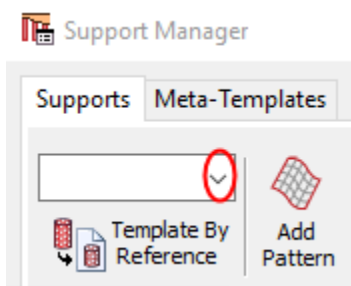 Support Manager
Supports Meta-Templates
Template By
Reference
Add
Pattern